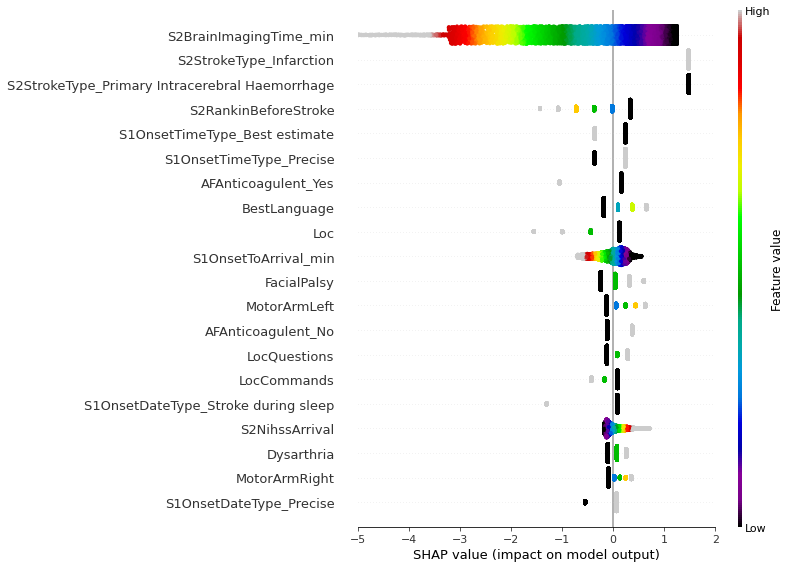 High
S2BrainImagingTime_min
S2StrokeType_Infarction
S2StrokeType_Primary Intracerebral Haemorrhage
S2RankinBeforeStroke
S1OnsetTimeType_Best estimate
S1OnsetTimeType_Precise
AFAnticoagulent_Yes
BestLanguage
Loc
S1OnsetToArrival_min
FacialPalsy
MotorArmLeft
AFAnticoagulent_No
LocQuestions
LocCommands
S1OnsetDateType_Stroke during sleep
S2NihssArrival
Dysarthria
MotorArmRight
S1OnsetDateType_Precise
Feature value
Low
−5 −4 −3 −2 −1 0 1 2
SHAP value (impact on model output)